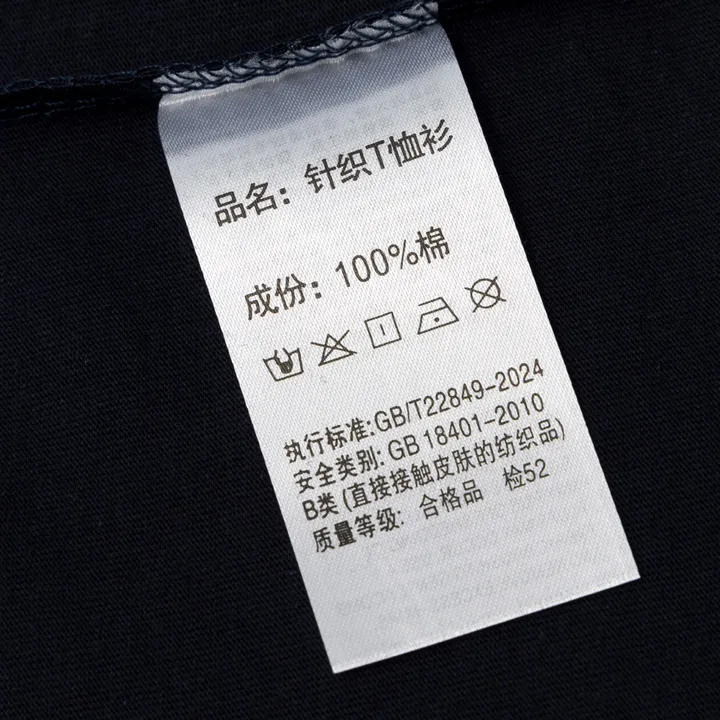 品名：针织T恤衫
成份：100%棉
执行标准:GB/T22849-2024
安全类别: GB 18401-2010
B类 (直接接触皮肤的纺织品)
质量等级: 合格品 检52